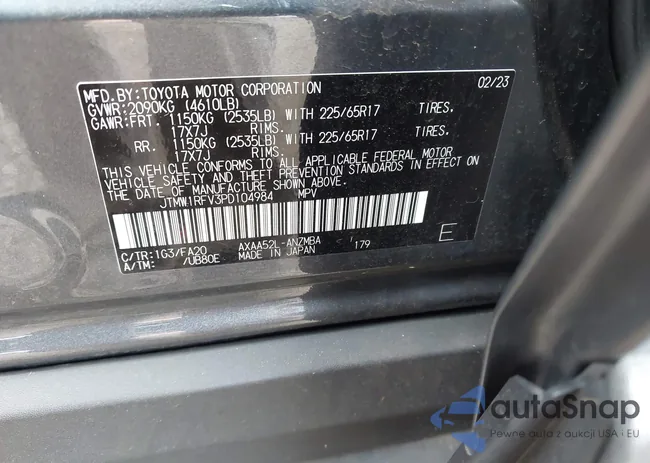 MFD. BY: TOYOTA MOTOR CORPORATION 02/23
GVWR: 2090KG (4610LB)
GAWR: FRT 1150KG (2535LB) WITH 225/65R17 TIRES.
17X7J RIMS.
RR. 1150KG (2535LB) WITH 225/65R17 TIRES.
17X7J RIMS.
THIS VEHICLE CONFORMS TO ALL APPLICABLE FEDERAL MOTOR
VEHICLE SAFETY AND THEFT PREVENTION STANDARDS IN EFFECT ON
THE DATE OF MANUFACTURE SHOWN ABOVE.
JTMW1RFV3PD104984 MPV
C/TR: 1G3/FA20 AXAA52L-ANZMBA 179 E
A/TM: /UB80E MADE IN JAPAN
autaSnap
Pewne auta z aukcji USA i EU